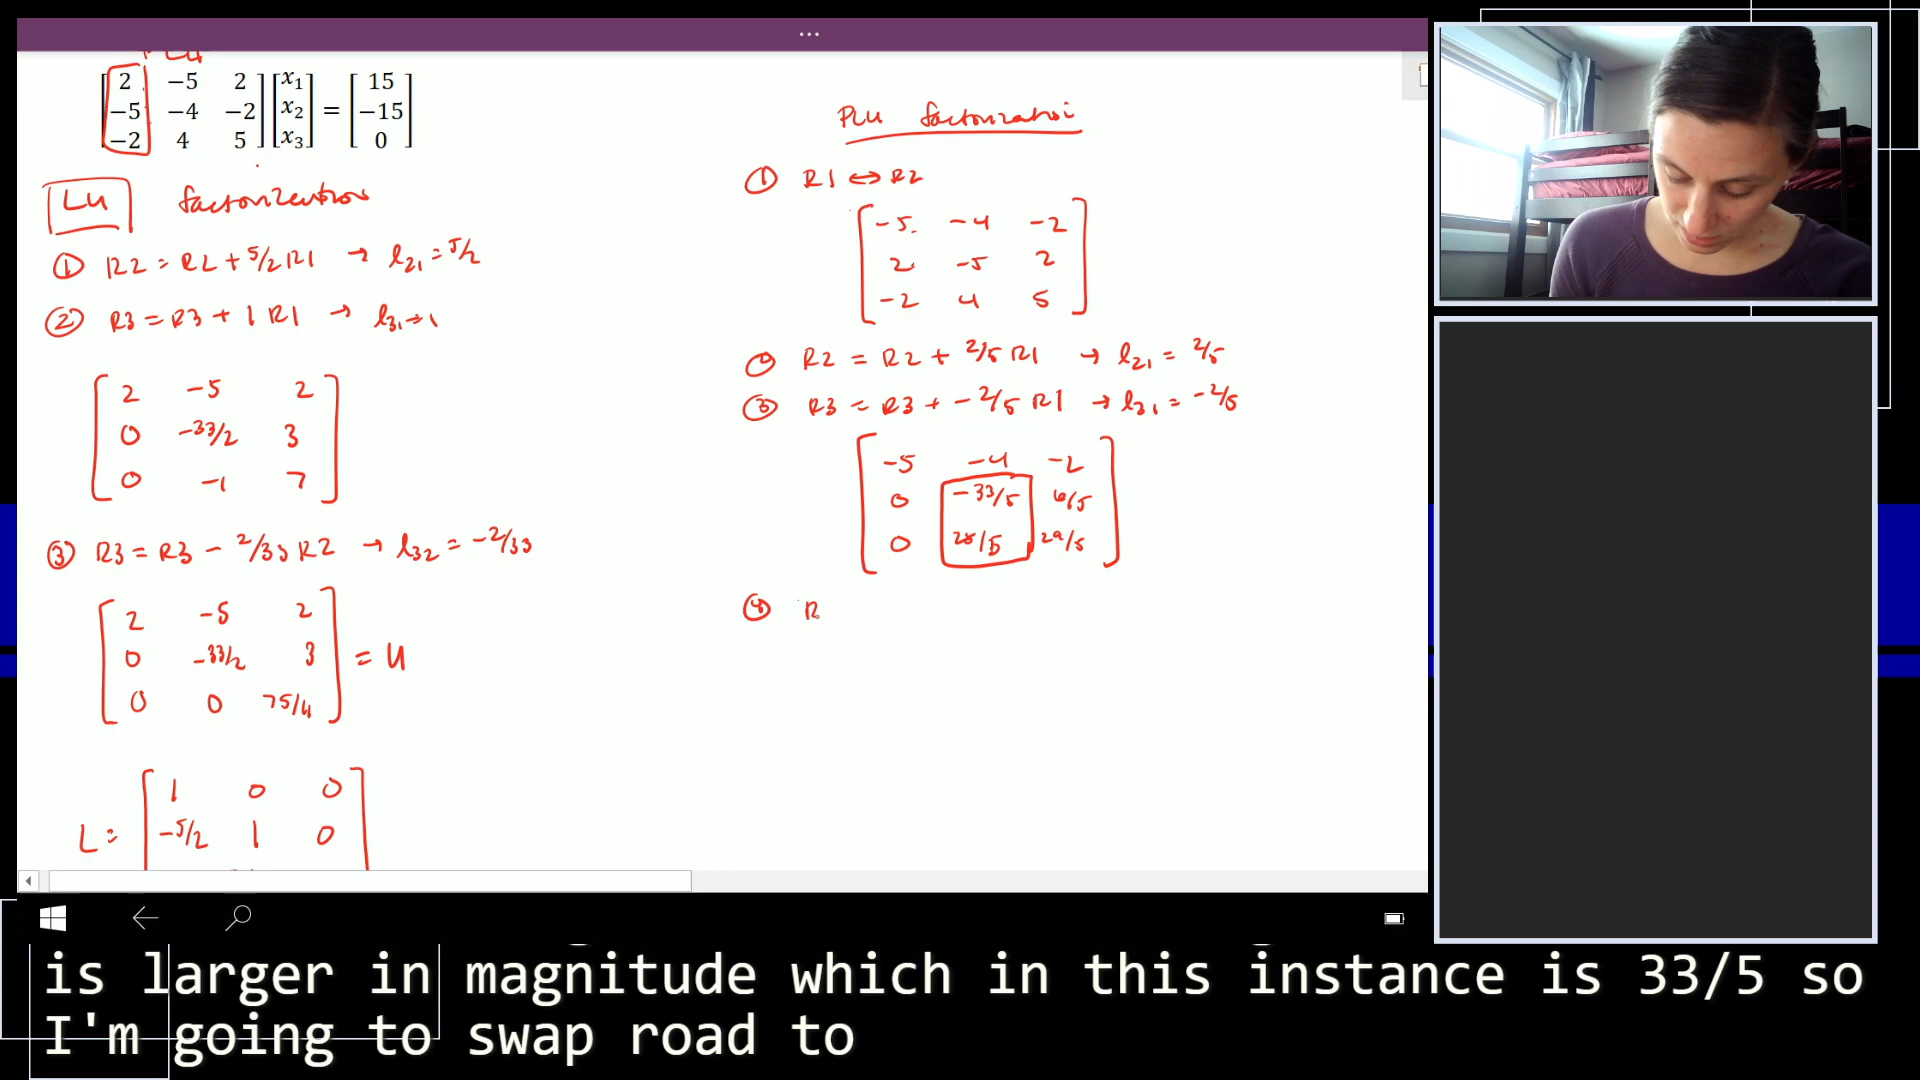 LU
2 −5 2 x₁ 15
−5 −4 −2 x₂ = −15
−2 4 5 x₃ 0
LU factorization
① R2 = R2 + 5/2 R1 → l₂₁ = 5/2
② R3 = R3 + 1 R1 → l₃₁ = 1
2 −5 2
0 −33/2 3
0 −1 7
③ R3 = R3 − 2/33 R2 → l₃₂ = −2/33
2 −5 2
0 −33/2 3 = U
0 0 75/11
1 0 0
L = −5/2 1 0
PLU factorizatio
① R1 ↔ R2
−5 −4 −2
2 −5 2
−2 4 5
② R2 = R2 + 2/5 R1 → l₂₁ = 2/5
③ R3 = R3 + −2/5 R1 → l₃₁ = −2/5
−5 −4 −2
0 −33/5 6/5
0 28/5 29/5
④ R
is larger in magnitude which in this instance is 33/5 so
I'm going to swap road to